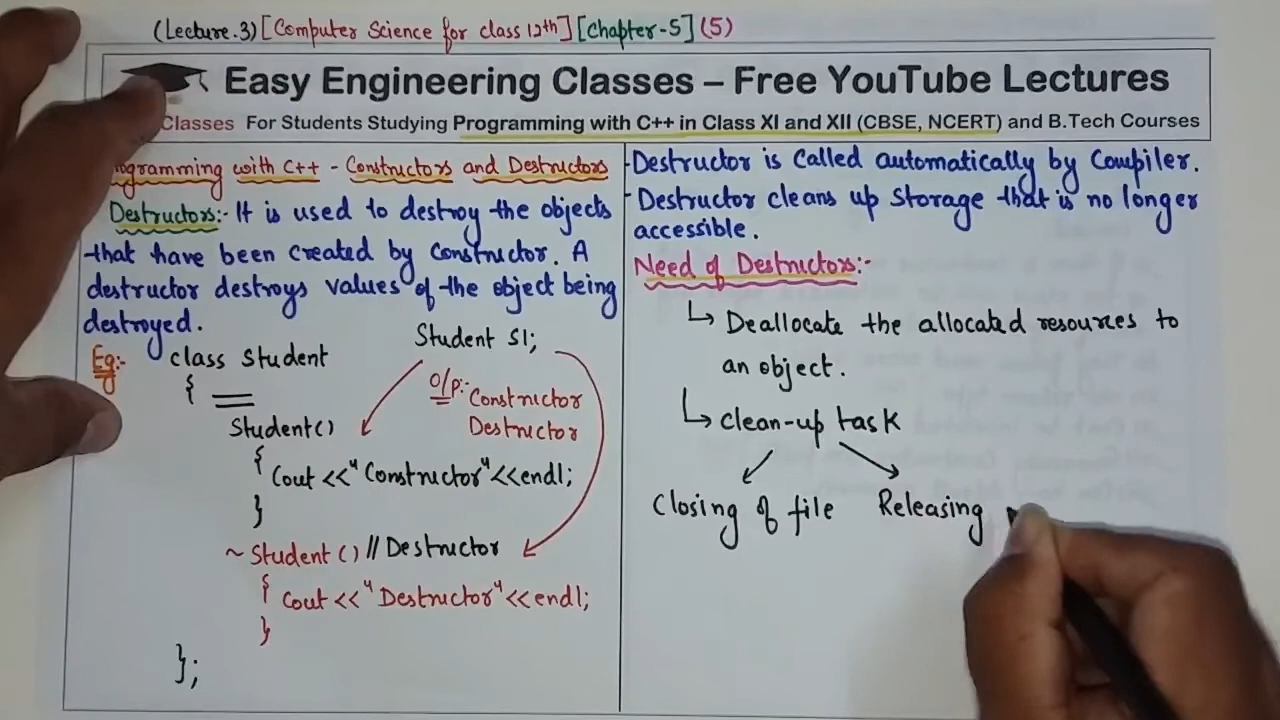 (Lecture.3) [Computer Science for class 12th] [Chapter-5] (5)
Easy Engineering Classes – Free YouTube Lectures
Classes For Students Studying Programming with C++ in Class XI and XII (CBSE, NCERT) and B.Tech Courses
ogramming with C++ - Constructors and Destructors
Destructors:- It is used to destroy the objects
that have been created by Constructor. A
destructor destroys values of the object being
destroyed.
Eg:- class Student
{
Student()
{
Cout <<"Constructor"<<endl;
}
~Student() // Destructor
{
Cout <<"Destructor"<<endl;
}
};
Student S1;
O/p:- Constructor
Destructor
- Destructor is Called automatically by Compiler.
- Destructor cleans up Storage that is no longer
accessible.
Need of Destructors:-
↳ Deallocate the allocated resources to
an object.
↳ Clean-up task
Closing of file Releasing